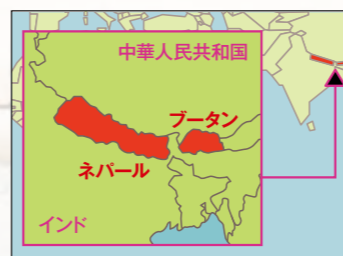 中華人民共和国
ブータン
ネパール
インド